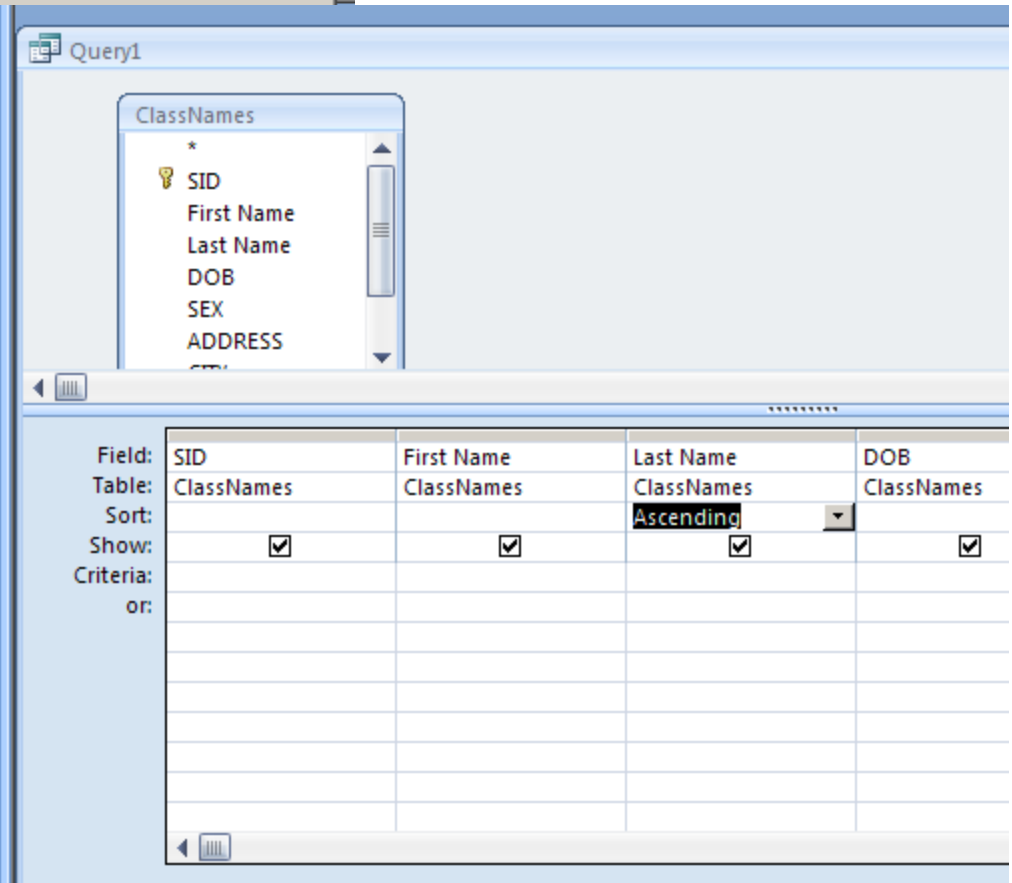 Query1
ClassNames
*
SID
First Name
Last Name
DOB
SEX
ADDRESS
Field: SID First Name Last Name DOB
Table: ClassNames ClassNames ClassNames ClassNames
Sort: Ascending
Show:
Criteria:
or: